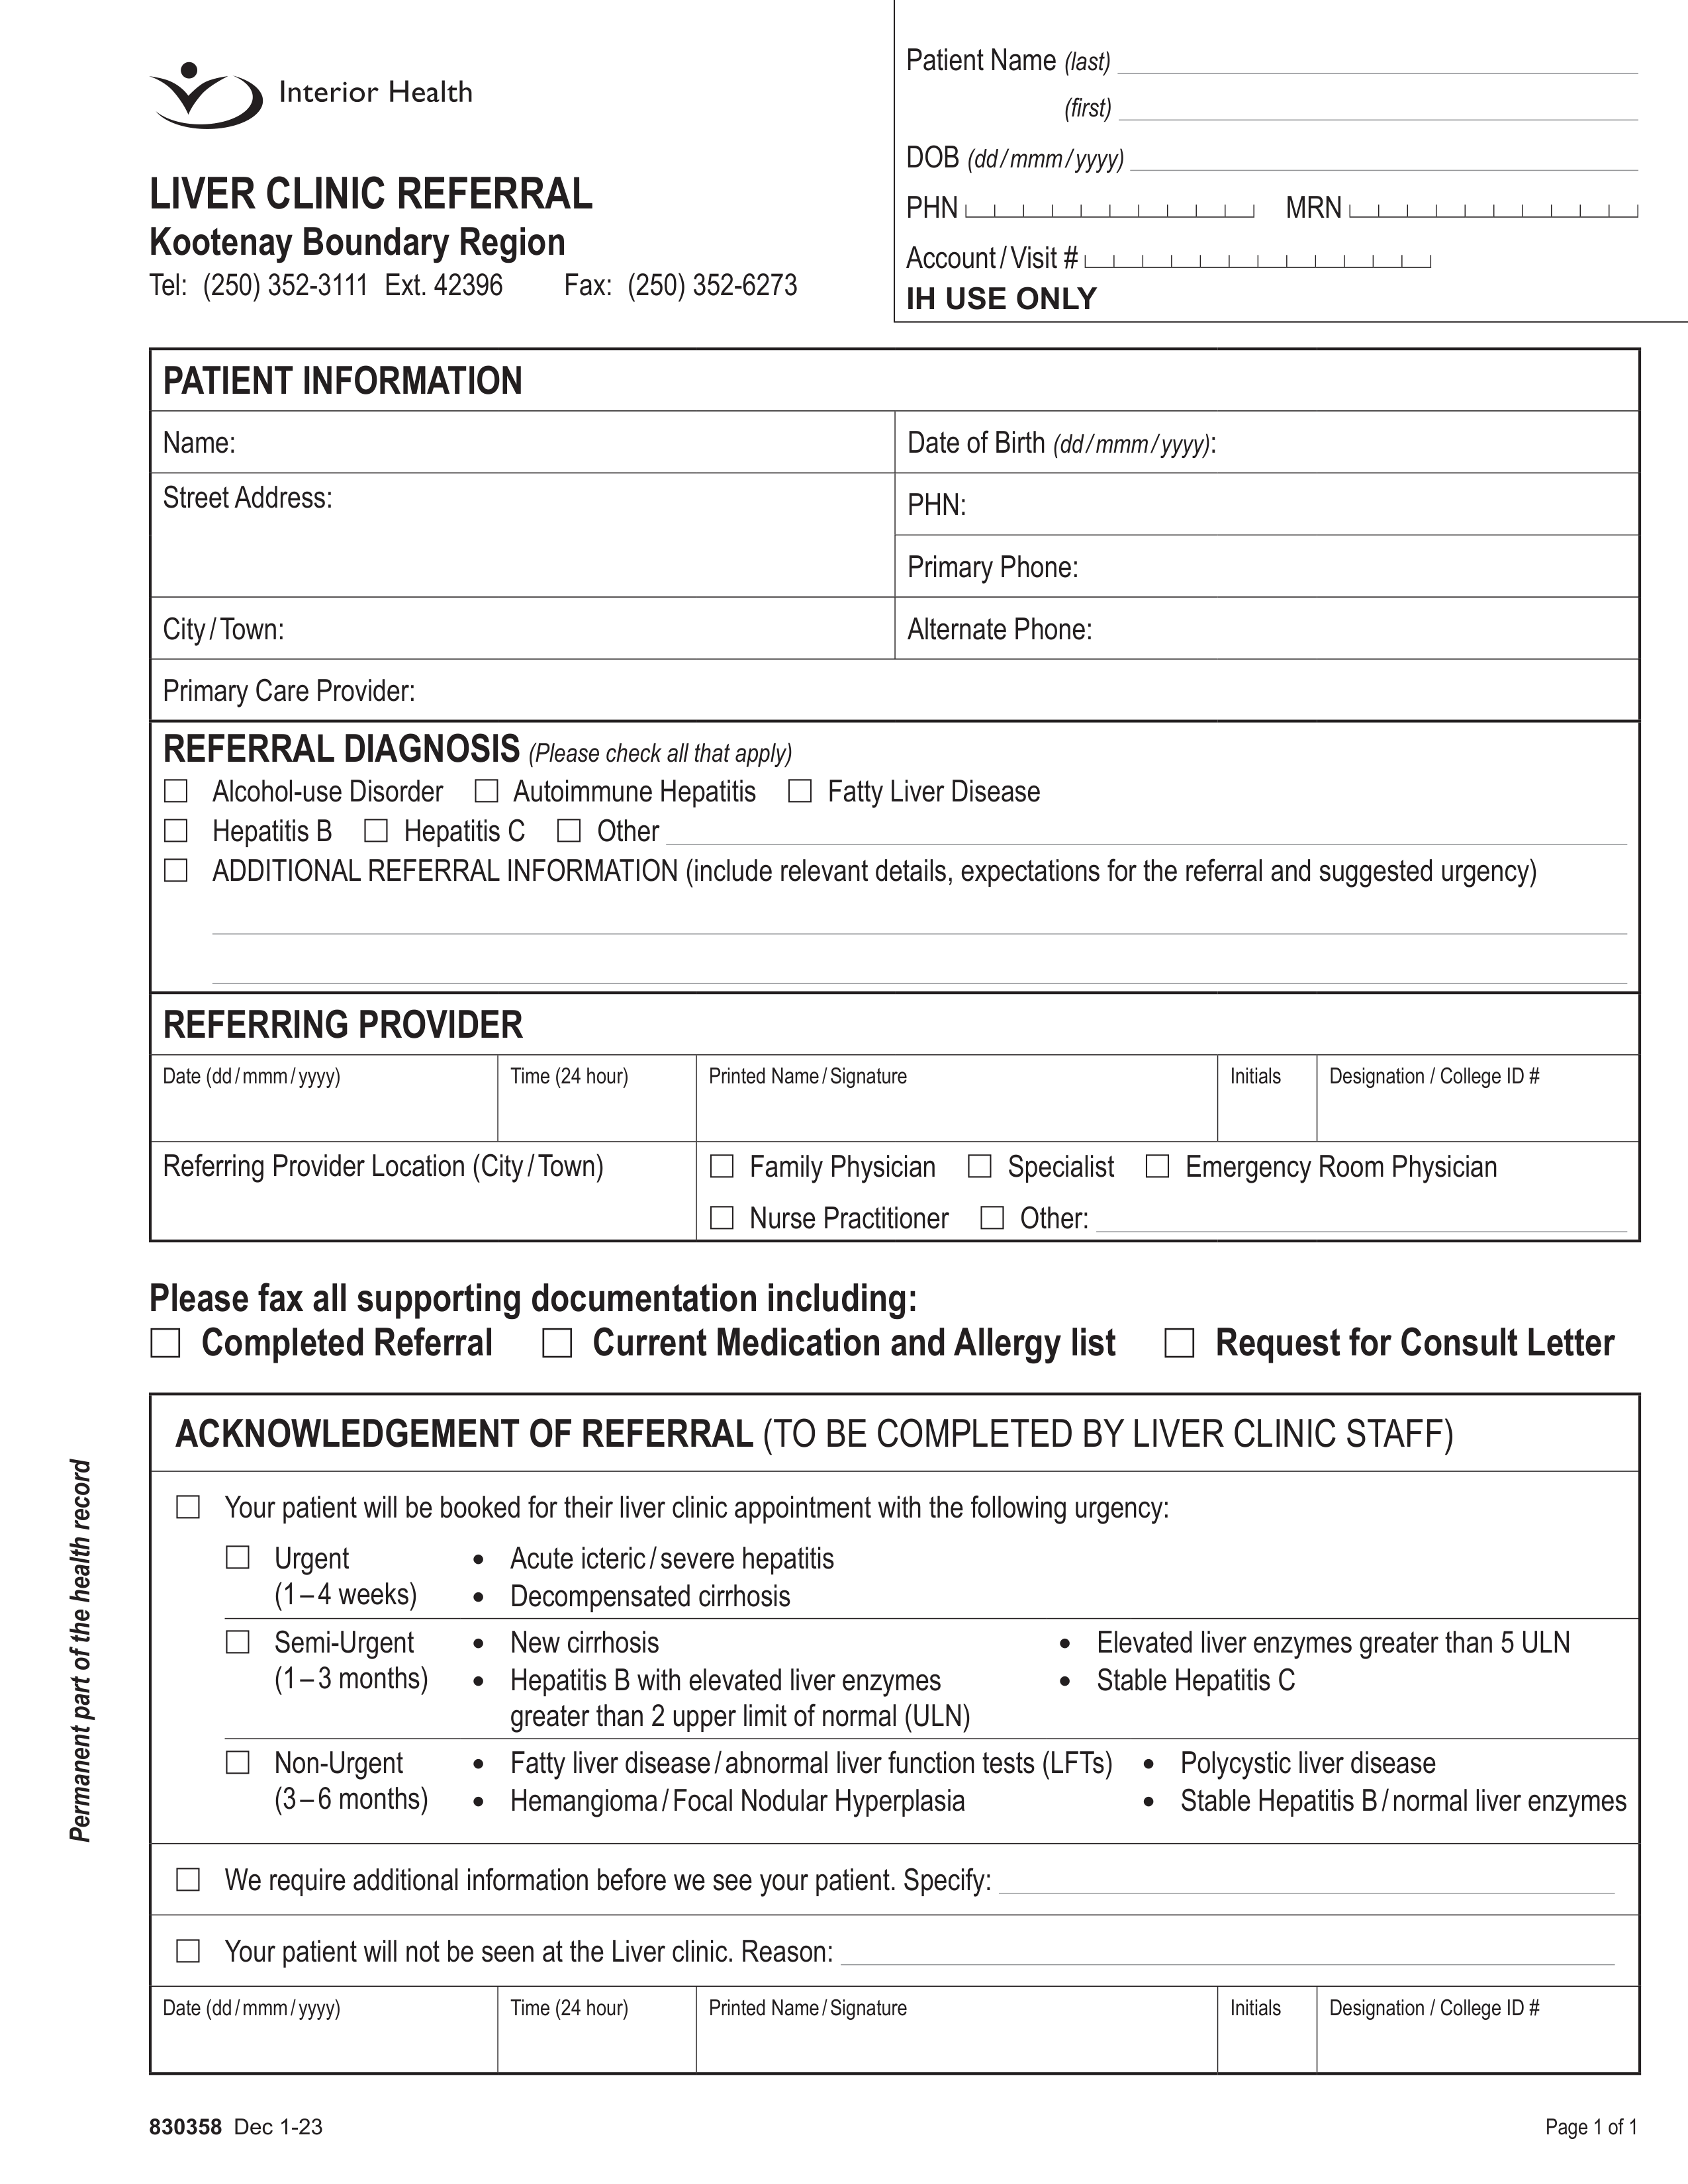 Interior Health
LIVER CLINIC REFERRAL
Kootenay Boundary Region
Tel: (250) 352-3111 Ext. 42396 Fax: (250) 352-6273
Patient Name (last)
(first)
DOB (dd/mmm/yyyy)
PHN MRN
Account/Visit #
IH USE ONLY
PATIENT INFORMATION
Name:
Date of Birth (dd/mmm/yyyy):
Street Address:
PHN:
Primary Phone:
City/Town:
Alternate Phone:
Primary Care Provider:
REFERRAL DIAGNOSIS (Please check all that apply)
☐ Alcohol-use Disorder ☐ Autoimmune Hepatitis ☐ Fatty Liver Disease
☐ Hepatitis B ☐ Hepatitis C ☐ Other
☐ ADDITIONAL REFERRAL INFORMATION (include relevant details, expectations for the referral and suggested urgency)
REFERRING PROVIDER
Date (dd/mmm/yyyy) Time (24 hour) Printed Name/Signature Initials Designation / College ID #
Referring Provider Location (City/Town)
☐ Family Physician ☐ Specialist ☐ Emergency Room Physician
☐ Nurse Practitioner ☐ Other:
Please fax all supporting documentation including:
☐ Completed Referral ☐ Current Medication and Allergy list ☐ Request for Consult Letter
ACKNOWLEDGEMENT OF REFERRAL (TO BE COMPLETED BY LIVER CLINIC STAFF)
☐ Your patient will be booked for their liver clinic appointment with the following urgency:
☐ Urgent • Acute icteric/severe hepatitis
(1–4 weeks) • Decompensated cirrhosis
☐ Semi-Urgent • New cirrhosis • Elevated liver enzymes greater than 5 ULN
(1–3 months) • Hepatitis B with elevated liver enzymes • Stable Hepatitis C
greater than 2 upper limit of normal (ULN)
☐ Non-Urgent • Fatty liver disease/abnormal liver function tests (LFTs) • Polycystic liver disease
(3–6 months) • Hemangioma/Focal Nodular Hyperplasia • Stable Hepatitis B/normal liver enzymes
☐ We require additional information before we see your patient. Specify:
☐ Your patient will not be seen at the Liver clinic. Reason:
Date (dd/mmm/yyyy) Time (24 hour) Printed Name/Signature Initials Designation / College ID #
Permanent part of the health record
830358 Dec 1-23
Page 1 of 1